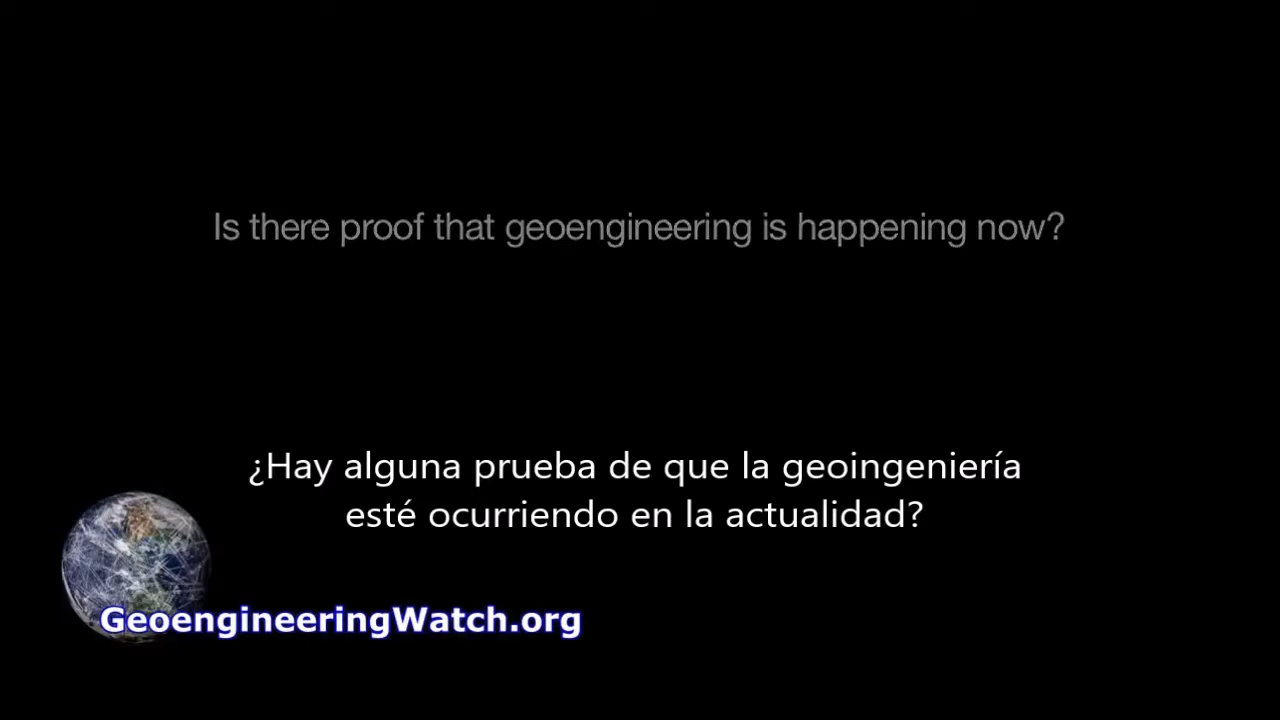 Is there proof that geoengineering is happening now?
¿Hay alguna prueba de que la geoingeniería
esté ocurriendo en la actualidad?
GeoengineeringWatch.org